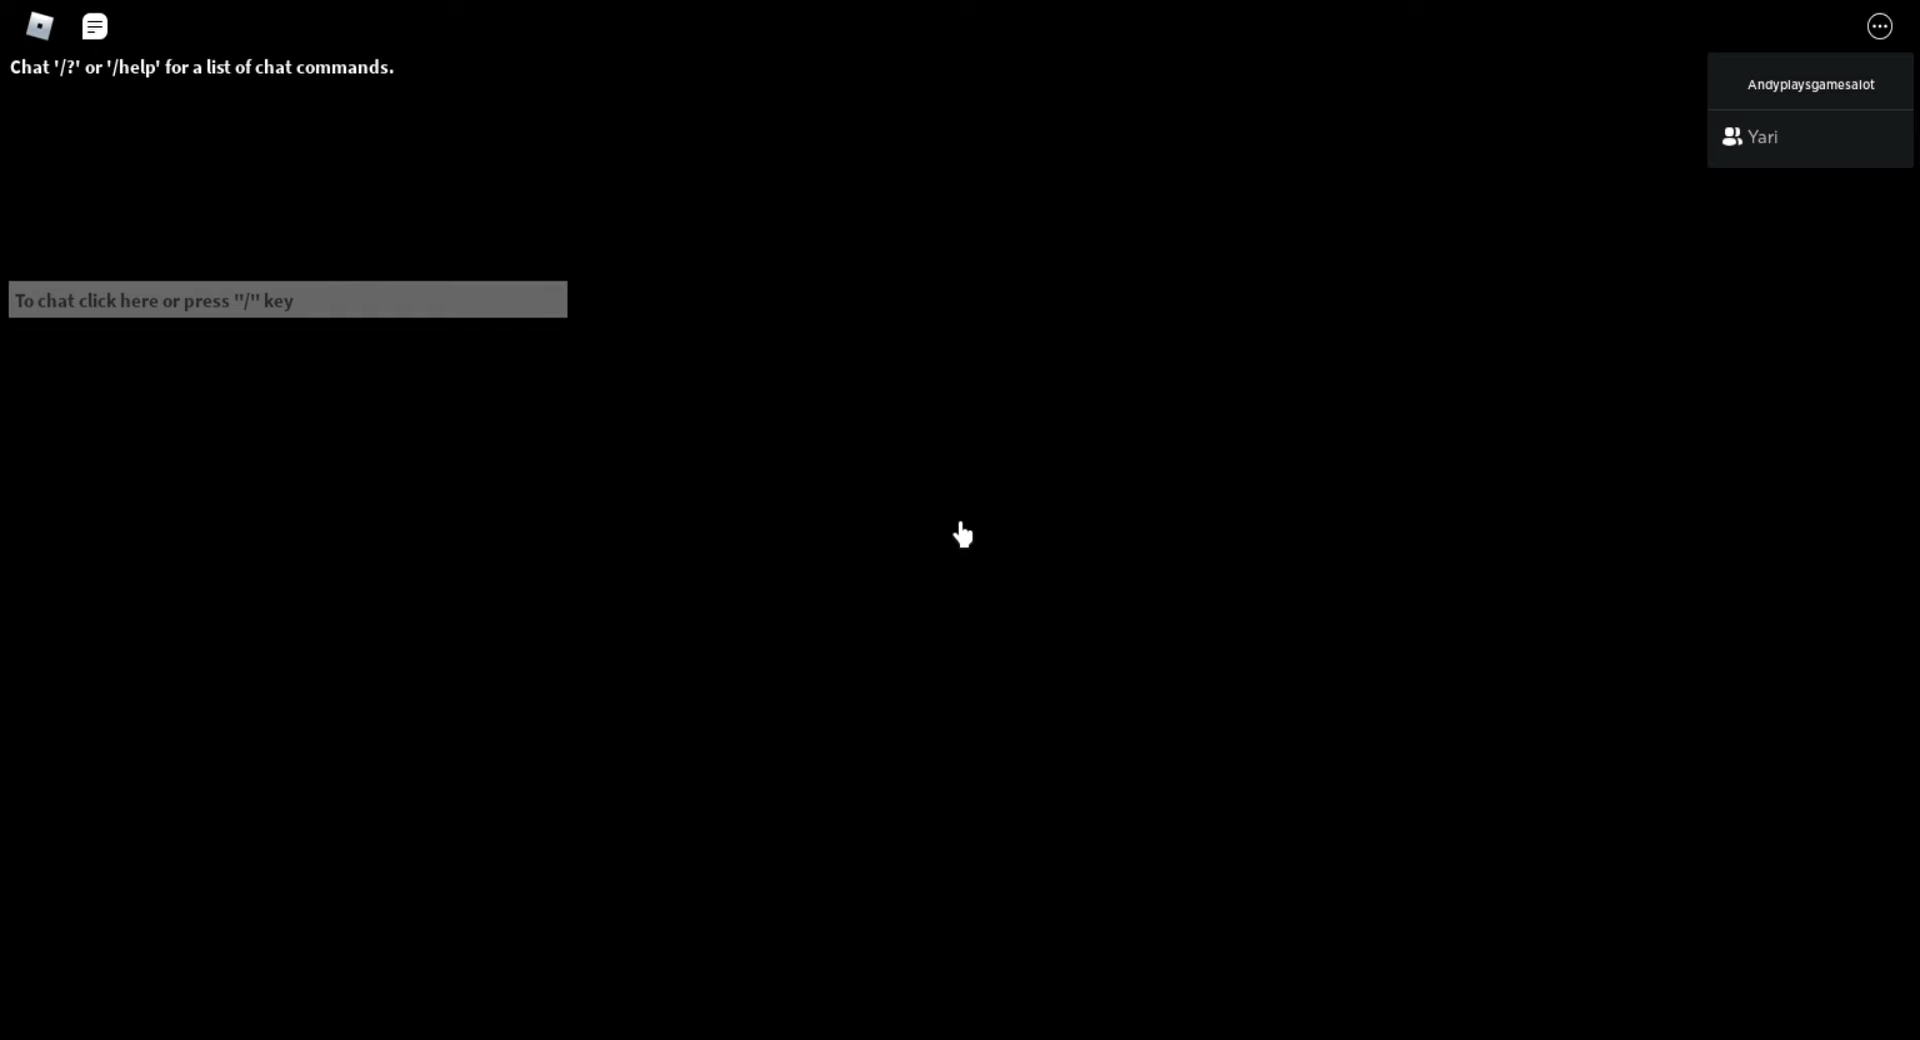 Chat '/?' or '/help' for a list of chat commands.
Andyplaysgamesalot
Yari
To chat click here or press "/" key